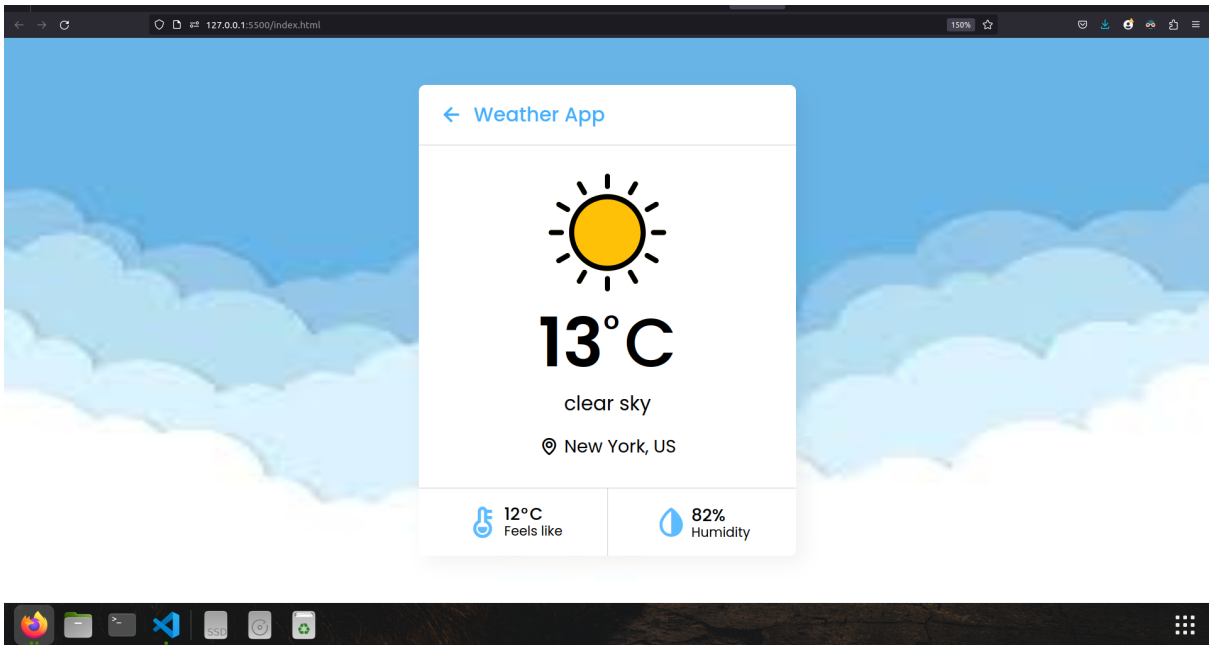 127.0.0.1:5500/index.html
150%
Weather App
13°C
clear sky
New York, US
12°C
Feels like
82%
Humidity
>_
SSD